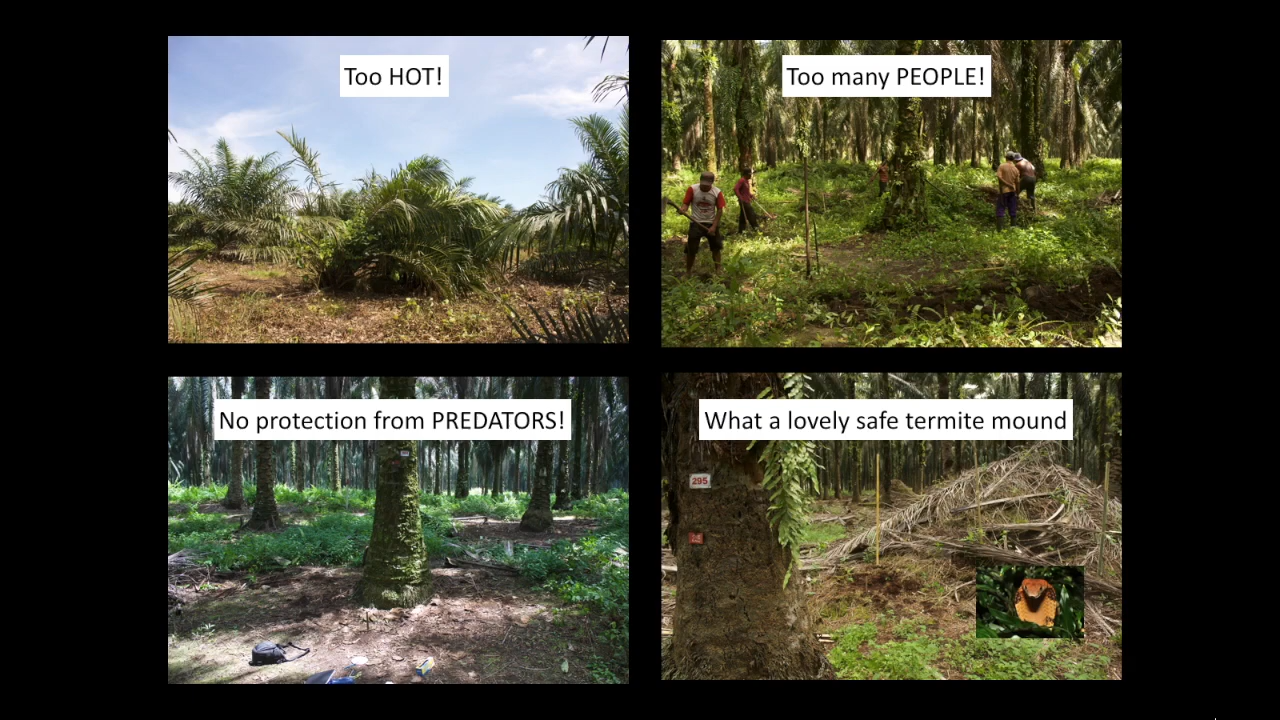 Too HOT!
Too many PEOPLE!
No protection from PREDATORS!
What a lovely safe termite mound
295